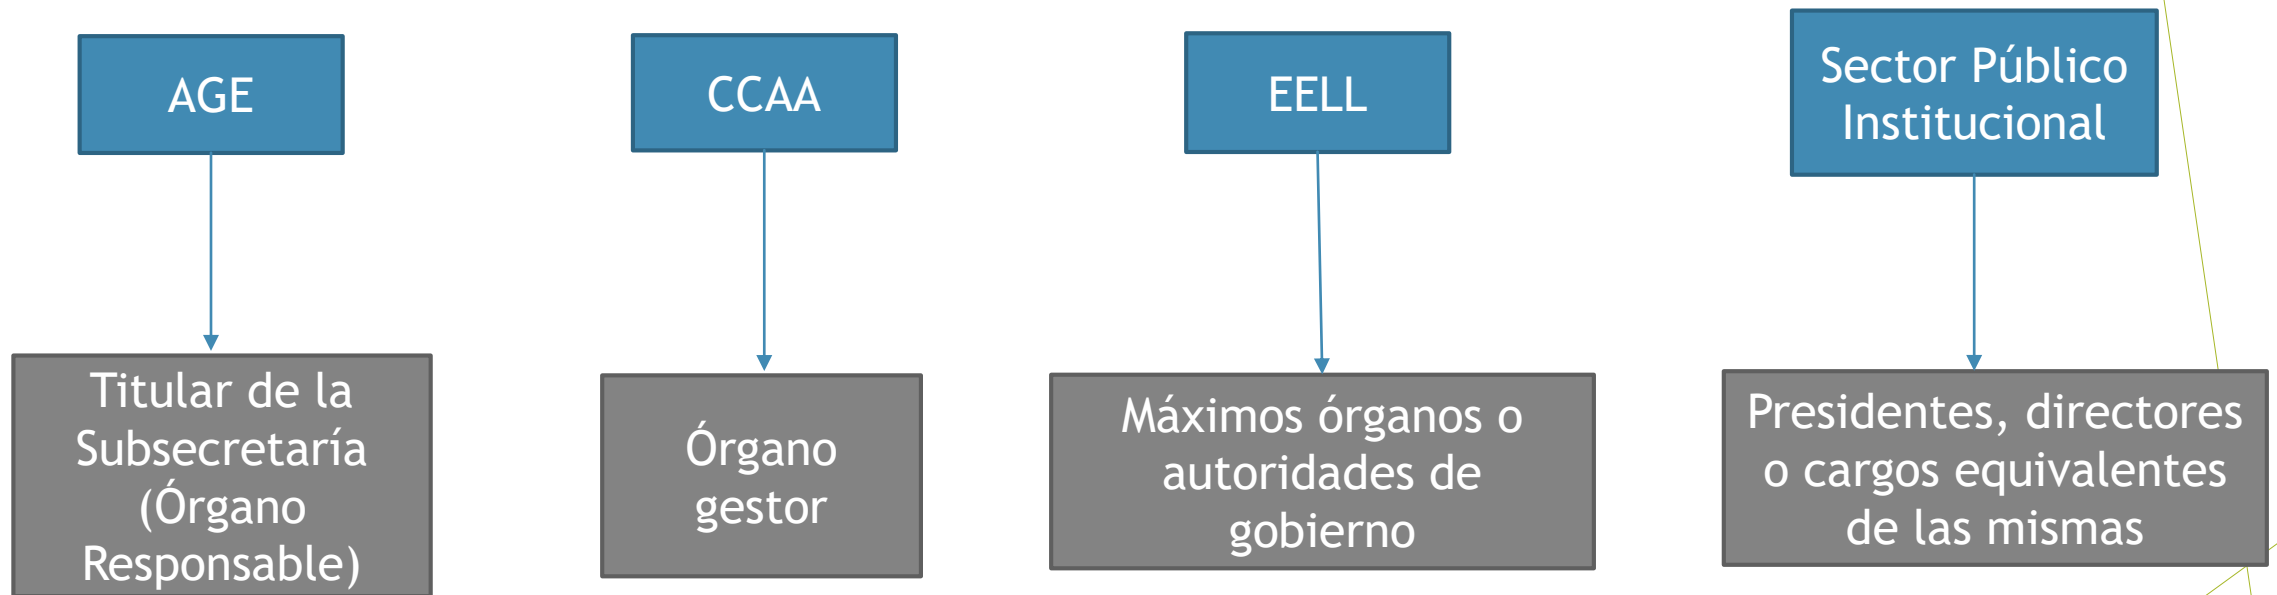 AGE
CCAA
EELL
Sector Público
Institucional
Titular de la
Subsecretaría
(Órgano
Responsable)
Órgano
gestor
Máximos órganos o
autoridades de
gobierno
Presidentes, directores
o cargos equivalentes
de las mismas